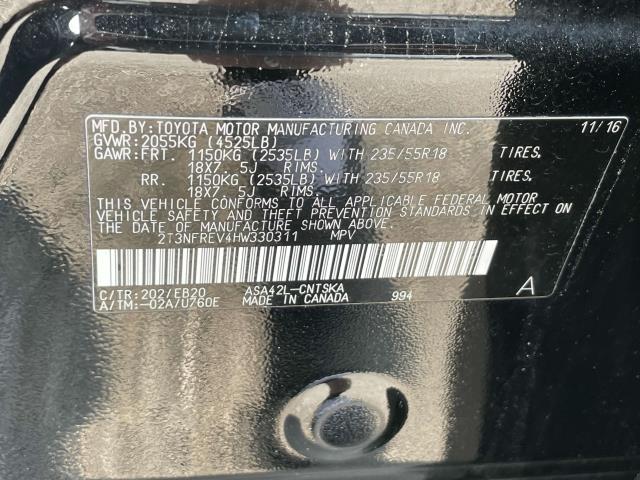 MFD.BY:TOYOTA MOTOR MANUFACTURING CANADA INC. 11/16
GVWR:2055KG (4525LB)
GAWR:FRT. 1150KG (2535LB) WITH 235/55R18 TIRES,
18X7.5J RIMS.
RR. 1150KG (2535LB) WITH 235/55R18 TIRES,
18X7.5J RIMS.
THIS VEHICLE CONFORMS TO ALL APPLICABLE FEDERAL MOTOR
VEHICLE SAFETY AND THEFT PREVENTION STANDARDS IN EFFECT ON
THE DATE OF MANUFACTURE SHOWN ABOVE.
2T3NFREV4HW330311 MPV
C/TR:202/EB20 ASA42L-CNTSKA
A/TM:-02A/U760E MADE IN CANADA 994 A